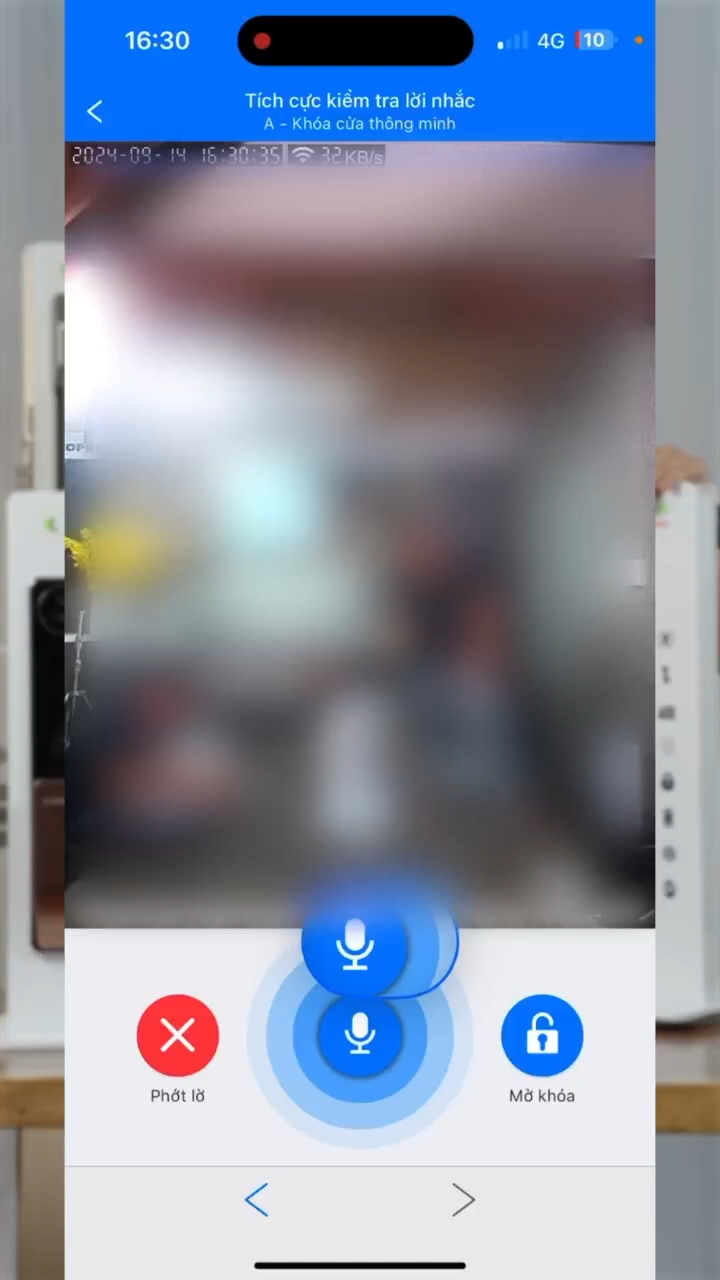 16:30
4G
10
Tích cực kiểm tra lời nhắc
A - Khóa cửa thông minh
2024-09-14 16:30:35 32KB/s
Phớt lờ
Mở khóa